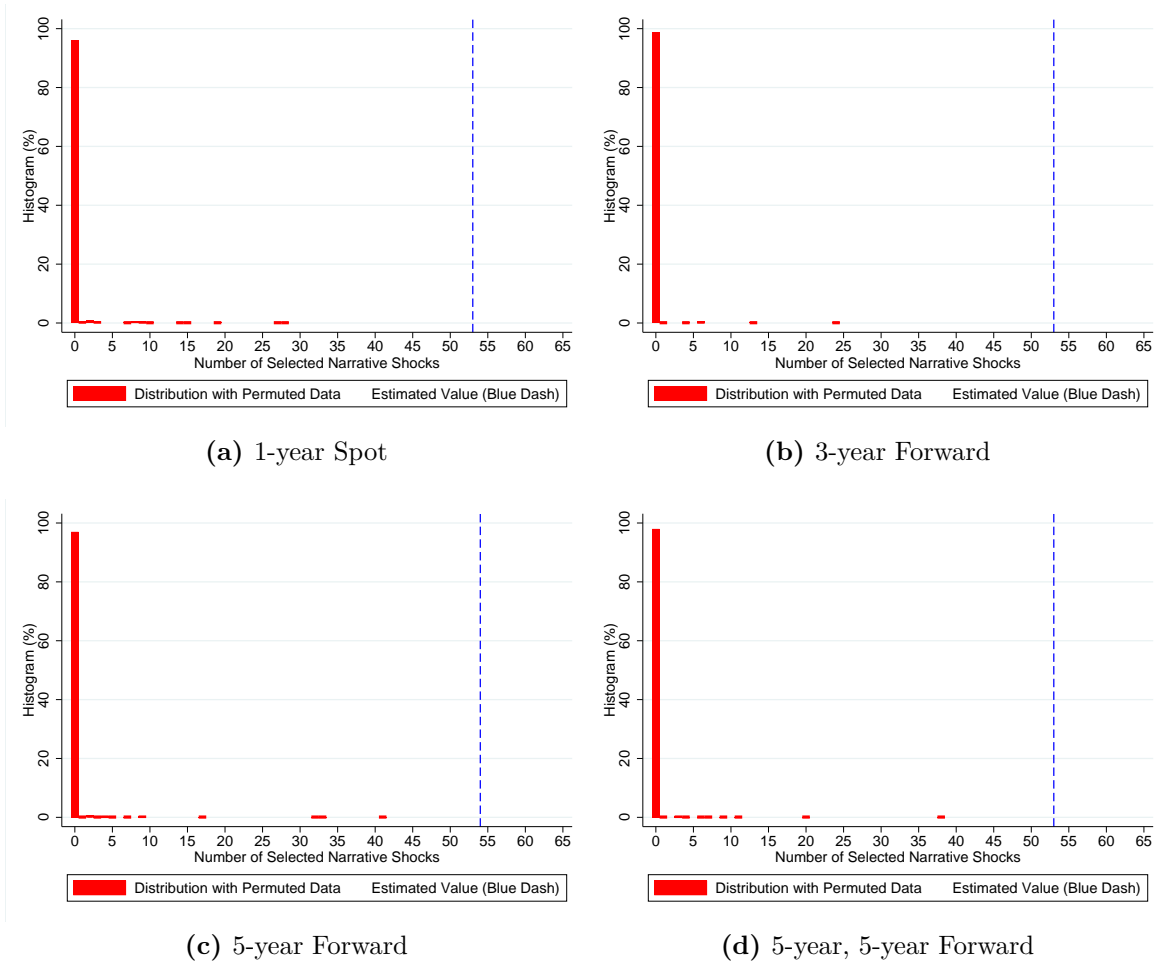 Histogram (%)
0 20 40 60 80 100
0 5 10 15 20 25 30 35 40 45 50 55 60 65
Number of Selected Narrative Shocks
Distribution with Permuted Data Estimated Value (Blue Dash)
(a) 1-year Spot
Histogram (%)
0 20 40 60 80 100
0 5 10 15 20 25 30 35 40 45 50 55 60 65
Number of Selected Narrative Shocks
Distribution with Permuted Data Estimated Value (Blue Dash)
(b) 3-year Forward
Histogram (%)
0 20 40 60 80 100
0 5 10 15 20 25 30 35 40 45 50 55 60 65
Number of Selected Narrative Shocks
Distribution with Permuted Data Estimated Value (Blue Dash)
(c) 5-year Forward
Histogram (%)
0 20 40 60 80 100
0 5 10 15 20 25 30 35 40 45 50 55 60 65
Number of Selected Narrative Shocks
Distribution with Permuted Data Estimated Value (Blue Dash)
(d) 5-year, 5-year Forward